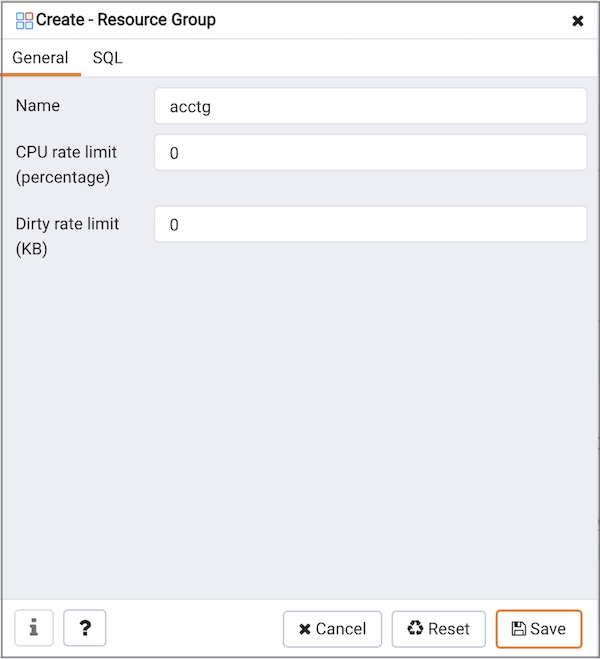 Create - Resource Group
General SQL
Name acctg
CPU rate limit
(percentage)
0
Dirty rate limit
(KB)
0
Cancel Reset Save